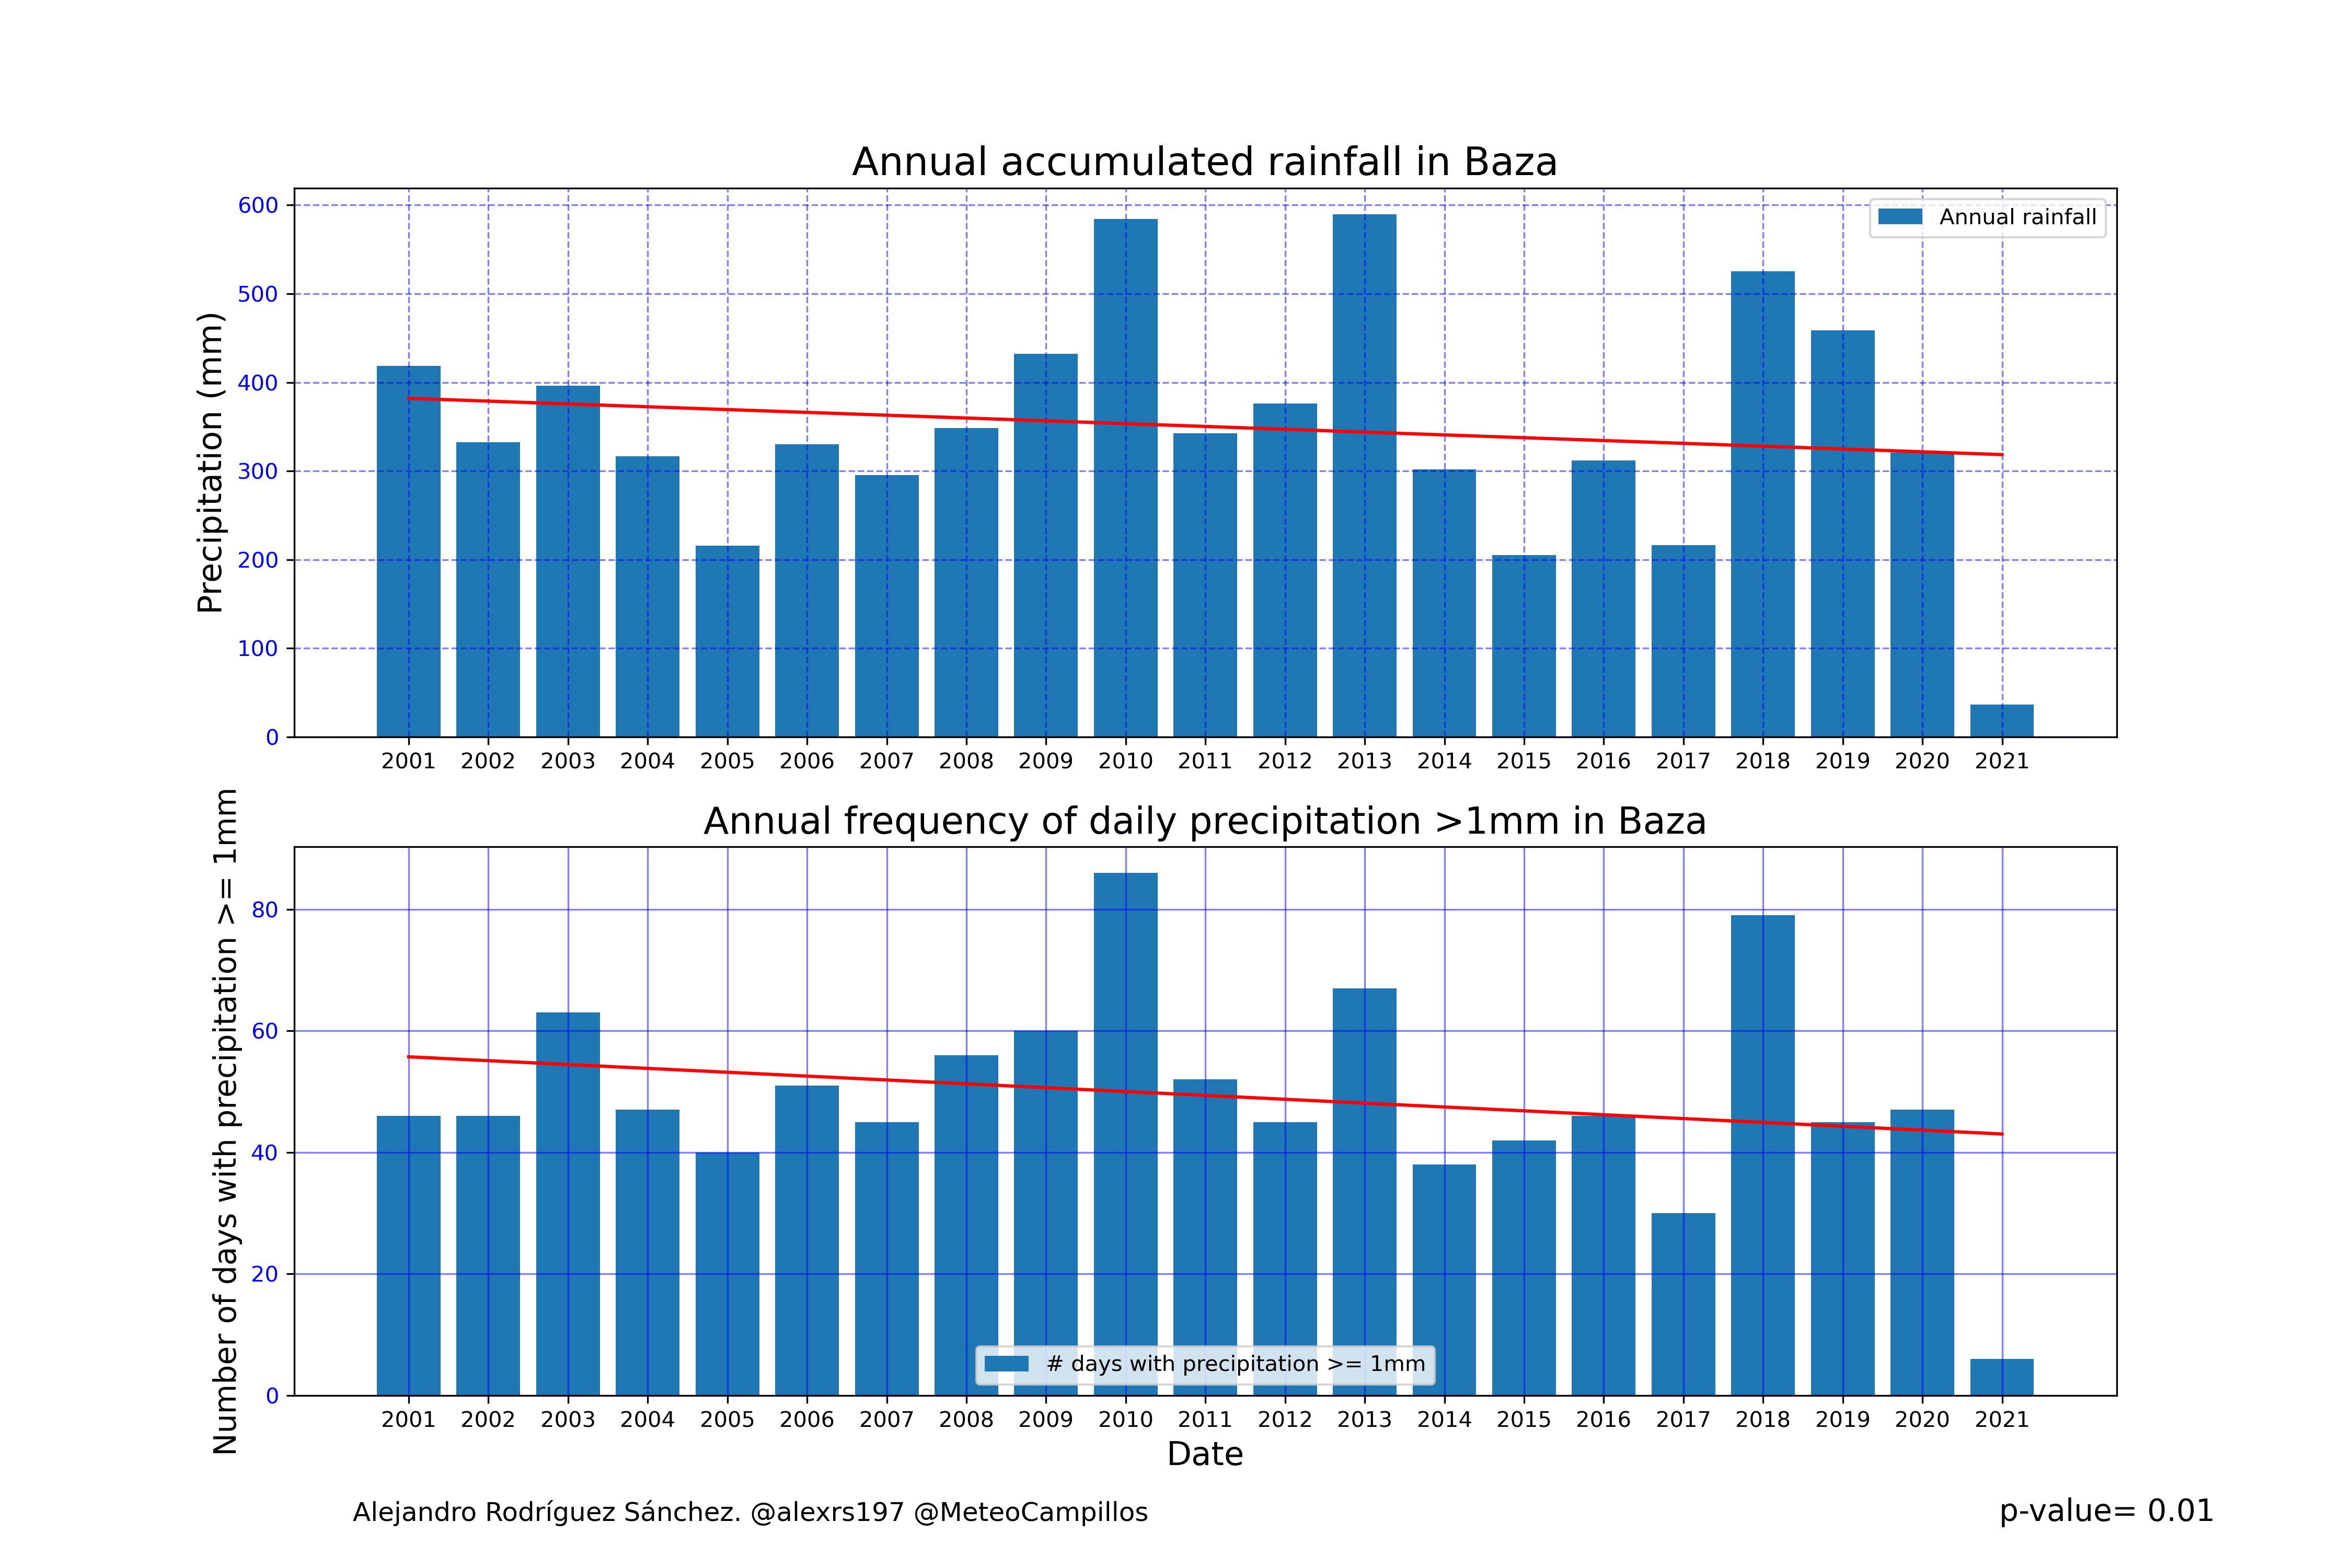 Annual accumulated rainfall in Baza
Precipitation (mm)
600
500
400
300
200
100
0
Annual rainfall
2001 2002 2003 2004 2005 2006 2007 2008 2009 2010 2011 2012 2013 2014 2015 2016 2017 2018 2019 2020 2021
Annual frequency of daily precipitation >1mm in Baza
Number of days with precipitation >= 1mm
80
60
40
20
0
# days with precipitation >= 1mm
2001 2002 2003 2004 2005 2006 2007 2008 2009 2010 2011 2012 2013 2014 2015 2016 2017 2018 2019 2020 2021
Date
Alejandro Rodríguez Sánchez. @alexrs197 @MeteoCampillos
p-value= 0.01